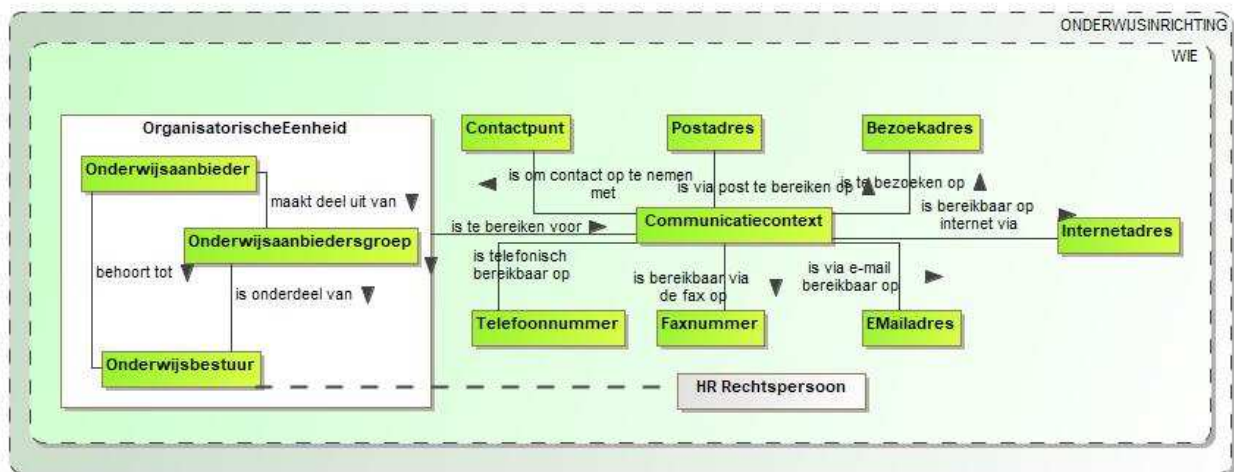 ONDERWIJSINRICHTING
WIE
OrganisatorischeEenheid
Onderwijsaanbieder
maakt deel uit van
Onderwijsaanbiedersgroep
behoort tot
is onderdeel van
Onderwijsbestuur
Contactpunt
Postadres
Bezoekadres
is om contact op te nemen
met
is via post te bereiken op
is te bezoeken op
is te bereiken voor
Communicatiecontext
is bereikbaar op
internet via
Internetadres
is telefonisch
bereikbaar op
is bereikbaar via
de fax op
is via e-mail
bereikbaar op
Telefoonnummer
Faxnummer
EMailadres
HR Rechtspersoon